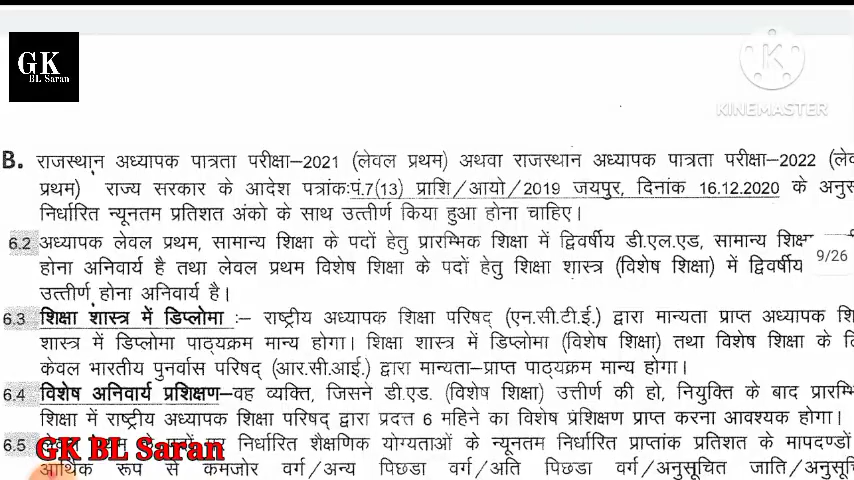 GK
BL Saran
KINEMASTER
B. राजस्थान अध्यापक पात्रता परीक्षा–2021 (लेवल प्रथम) अथवा राजस्थान अध्यापक पात्रता परीक्षा–2022
प्रथम) राज्य सरकार के आदेश पत्रांकःपं.7(13) प्राशि/आयो/2019 जयपुर, दिनांक 16.12.2020 के
निर्धारित न्यूनतम प्रतिशत अंको के साथ उत्तीर्ण किया हुआ होना चाहिए।
6.2 अध्यापक लेवल प्रथम, सामान्य शिक्षा के पदों हेतु प्रारम्भिक शिक्षा में द्विवर्षीय डी.एल.एड, सामान्य
9/26
होना अनिवार्य है तथा लेवल प्रथम विशेष शिक्षा के पदों हेतु शिक्षा शास्त्र (विशेष शिक्षा) में द्विवर्षीय
उत्तीर्ण होना अनिवार्य है।
6.3 शिक्षा शास्त्र में डिप्लोमा :– राष्ट्रीय अध्यापक शिक्षा परिषद् (एन.सी.टी.ई.) द्वारा मान्यता प्राप्त अध्यापक
शास्त्र में डिप्लोमा पाठ्यक्रम मान्य होगा। शिक्षा शास्त्र में डिप्लोमा (विशेष शिक्षा) तथा विशेष शिक्षा के
केवल भारतीय पुनर्वास परिषद् (आर.सी.आई.) द्वारा मान्यता–प्राप्त पाठ्यक्रम मान्य होगा।
6.4 विशेष अनिवार्य प्रशिक्षण–वह व्यक्ति, जिसने डी.एड. (विशेष शिक्षा) उत्तीर्ण की हो, नियुक्ति के बाद
शिक्षा में राष्ट्रीय अध्यापक शिक्षा परिषद् द्वारा प्रदत्त 6 महिने का विशेष प्रशिक्षण प्राप्त करना आवश्यक होगा।
6.5 निर्धारित शैक्षणिक योग्यताओं के न्यूनतम निर्धारित प्राप्तांक प्रतिशत के मापदण्डों
GK BL Saran
आर्थिक रूप से कमजोर वर्ग/अन्य पिछडा वर्ग/अति पिछडा वर्ग/अनुसूचित जाति/